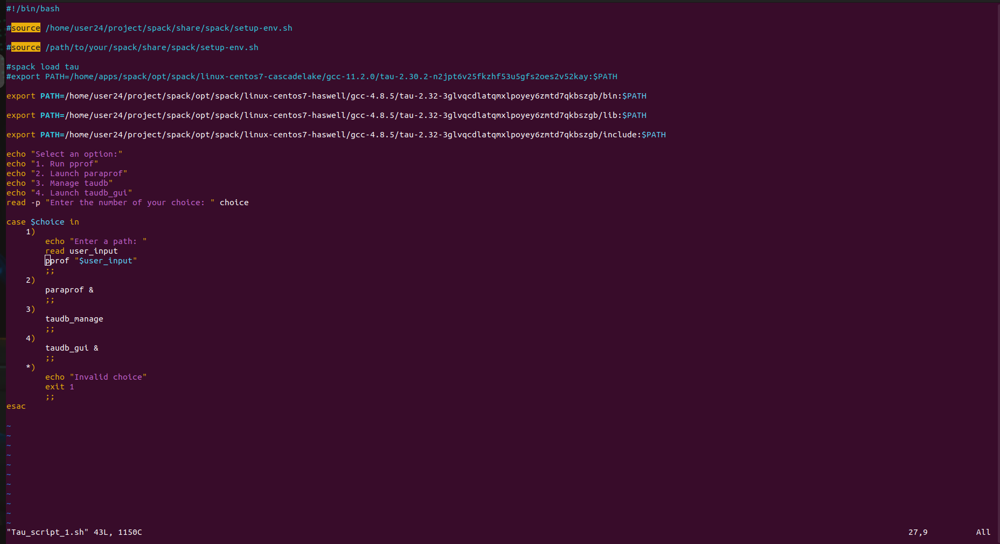 #!/bin/bash
#source /home/user24/project/spack/share/spack/setup-env.sh
#source /path/to/your/spack/share/spack/setup-env.sh
#spack load tau
#export PATH=/home/apps/spack/opt/spack/linux-centos7-cascadelake/gcc-11.2.0/tau-2.30.2-n2jpt6v25fkzhf53u5gfs2oes2v52kay:$PATH
export PATH=/home/user24/project/spack/opt/spack/linux-centos7-haswell/gcc-4.8.5/tau-2.32-3glvqcdlatqmxlpoyey6zmtd7qkbszgb/bin:$PATH
export PATH=/home/user24/project/spack/opt/spack/linux-centos7-haswell/gcc-4.8.5/tau-2.32-3glvqcdlatqmxlpoyey6zmtd7qkbszgb/lib:$PATH
export PATH=/home/user24/project/spack/opt/spack/linux-centos7-haswell/gcc-4.8.5/tau-2.32-3glvqcdlatqmxlpoyey6zmtd7qkbszgb/include:$PATH
echo "Select an option:"
echo "1. Run pprof"
echo "2. Launch paraprof"
echo "3. Manage taudb"
echo "4. Launch taudb_gui"
read -p "Enter the number of your choice: " choice
case $choice in
    1)
        echo "Enter a path: "
        read user_input
        pprof "$user_input"
        ;;
    2)
        paraprof &
        ;;
    3)
        taudb_manage
        ;;
    4)
        taudb_gui &
        ;;
    *)
        echo "Invalid choice"
        exit 1
        ;;
esac
~
~
~
~
~
~
~
~
~
~
~
"Tau_script_1.sh" 43L, 1150C 27,9 All